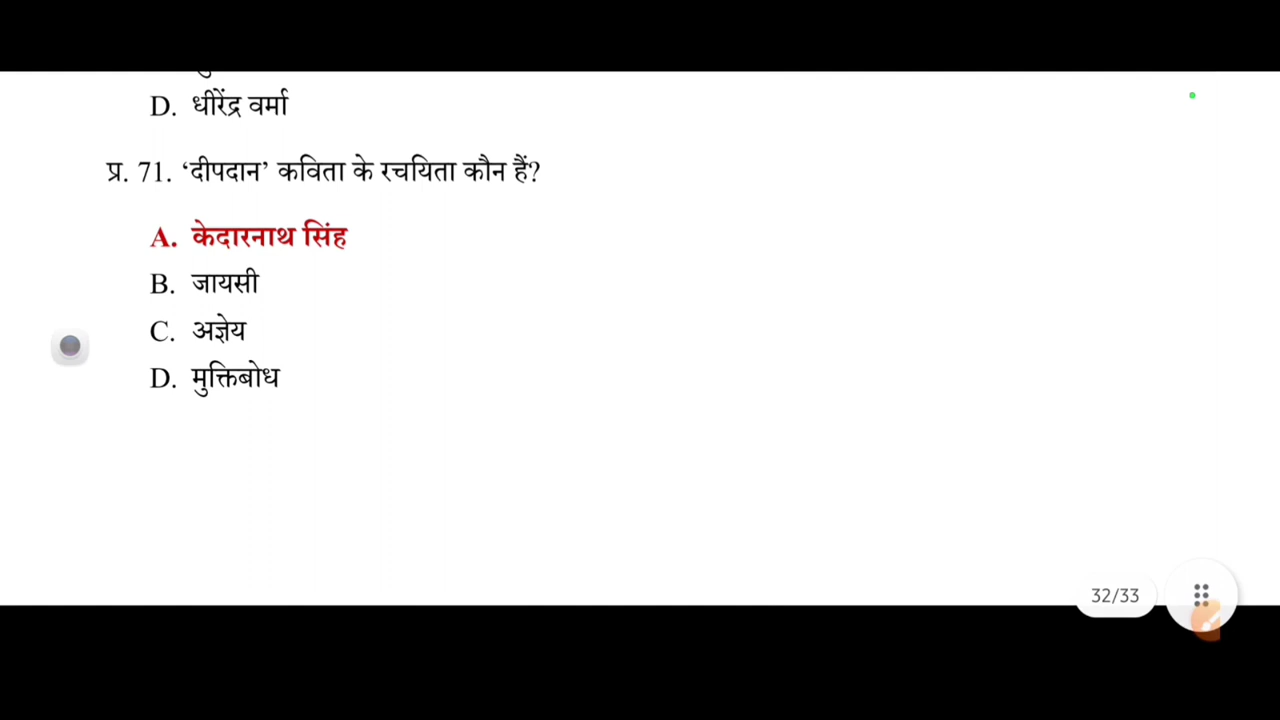 D. धीरेंद्र वर्मा
प्र. 71. ‘दीपदान’ कविता के रचयिता कौन हैं?
A. केदारनाथ सिंह
B. जायसी
C. अज्ञेय
D. मुक्तिबोध
32/33